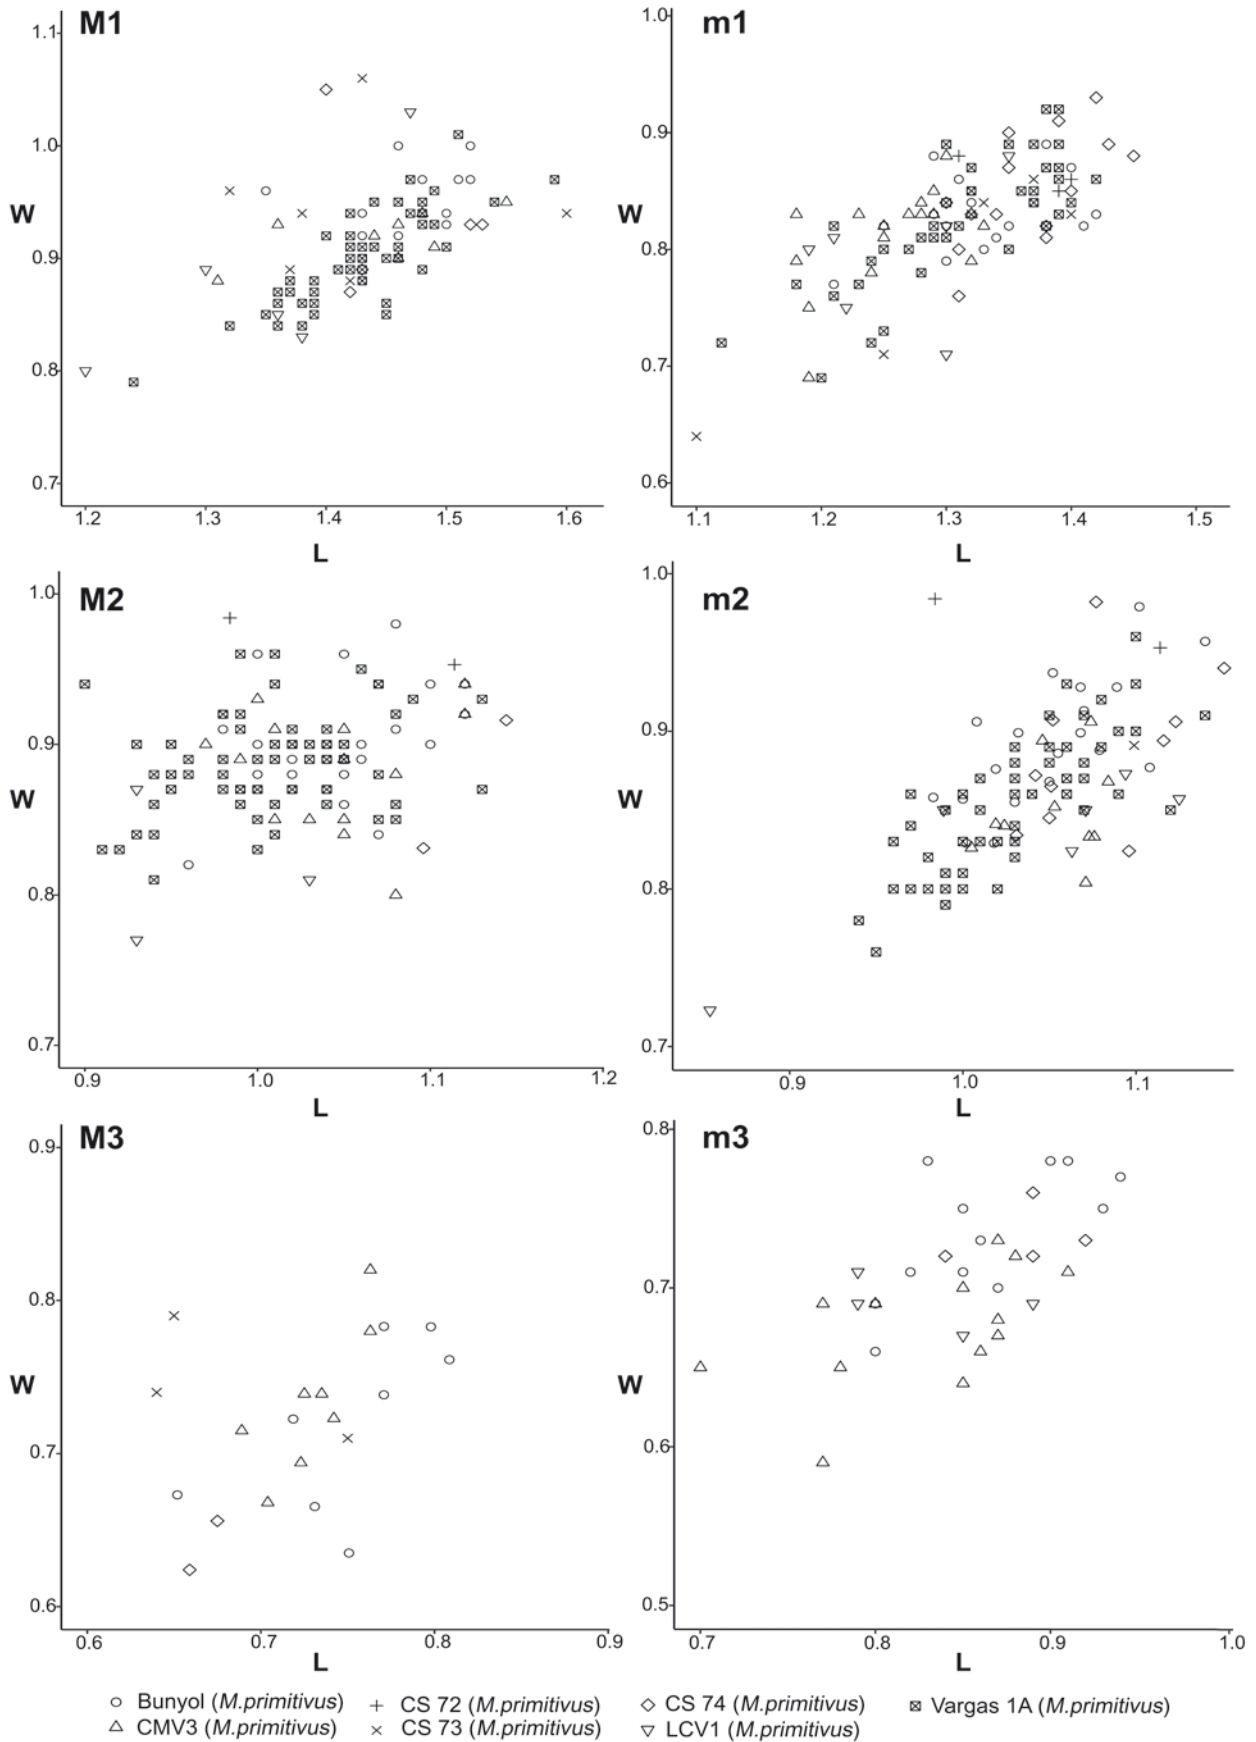 M1
1.1
1.0
W
0.9
0.8
0.7
1.2 1.3 1.4 1.5 1.6
L
m1
1.0
0.9
W
0.8
0.7
0.6
1.1 1.2 1.3 1.4 1.5
L
M2
1.0
0.9
W
0.8
0.7
0.9 1.0 1.1 1.2
L
m2
1.0
0.9
W
0.8
0.7
0.9 1.0 1.1
L
M3
0.9
0.8
W
0.7
0.6
0.6 0.7 0.8 0.9
L
m3
0.8
0.7
W
0.6
0.5
0.7 0.8 0.9 1.0
L
Bunyol (M.primitivus) CS 72 (M.primitivus) CS 74 (M.primitivus) Vargas 1A (M.primitivus)
CMV3 (M.primitivus) CS 73 (M.primitivus) LCV1 (M.primitivus)